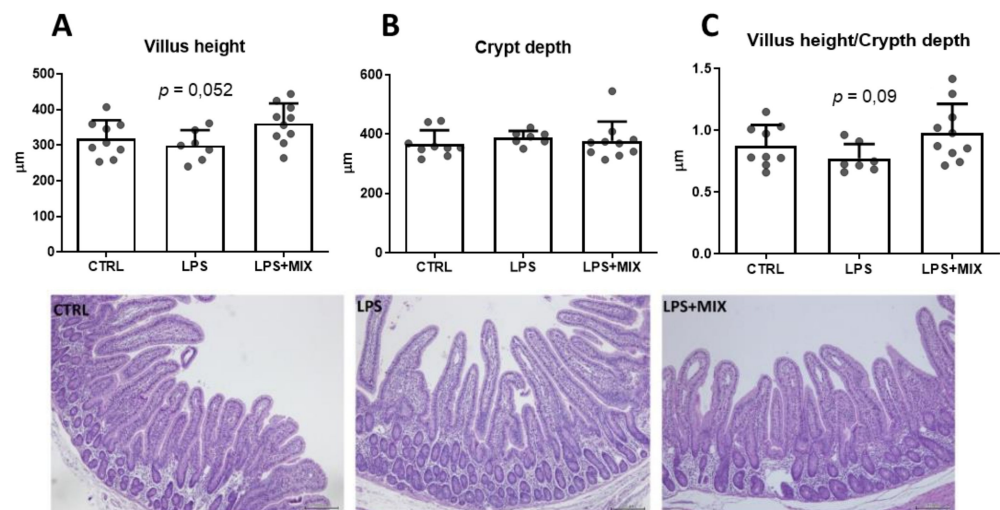 A
Villus height
500
400
300
200
100
0
µm
p = 0,052
CTRL
LPS
LPS+MIX
B
Crypt depth
600
400
200
0
µm
CTRL
LPS
LPS+MIX
C
Villus height/Crypth depth
1.5
1.0
0.5
0.0
µm
p = 0,09
CTRL
LPS
LPS+MIX
CTRL
LPS
LPS+MIX